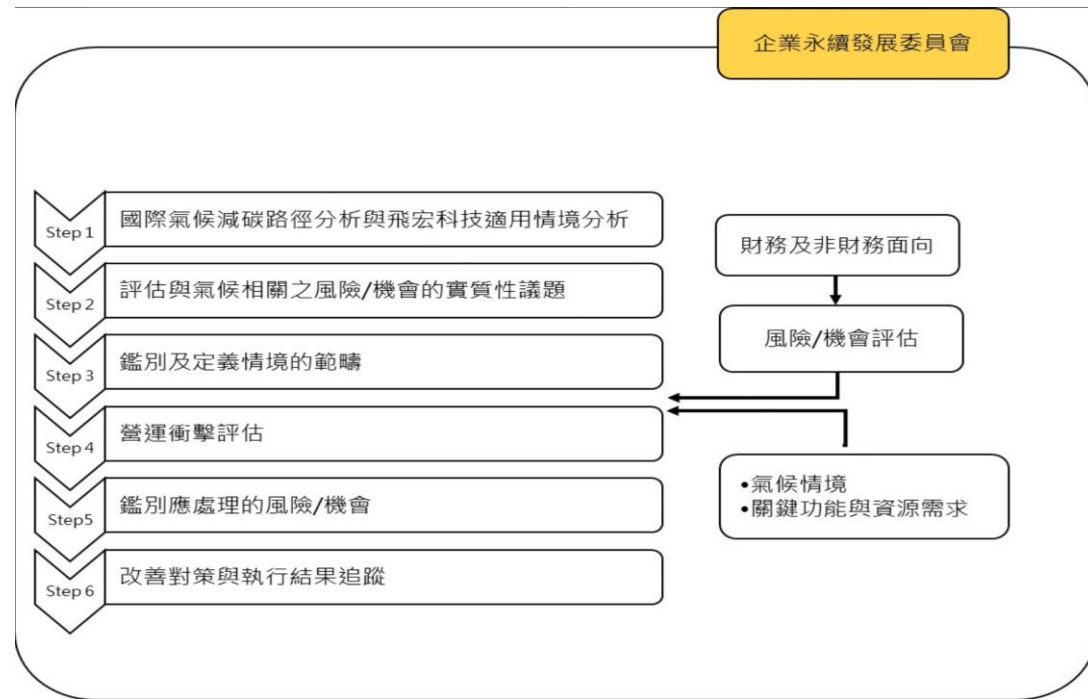 企業永續發展委員會
Step 1
國際氣候減碳路徑分析與飛宏科技適用情境分析
Step 2
評估與氣候相關之風險/機會的實質性議題
Step 3
鑑別及定義情境的範疇
Step 4
營運衝擊評估
Step5
鑑別應處理的風險/機會
Step 6
改善對策與執行結果追蹤
財務及非財務面向
風險/機會評估
•氣候情境
•關鍵功能與資源需求